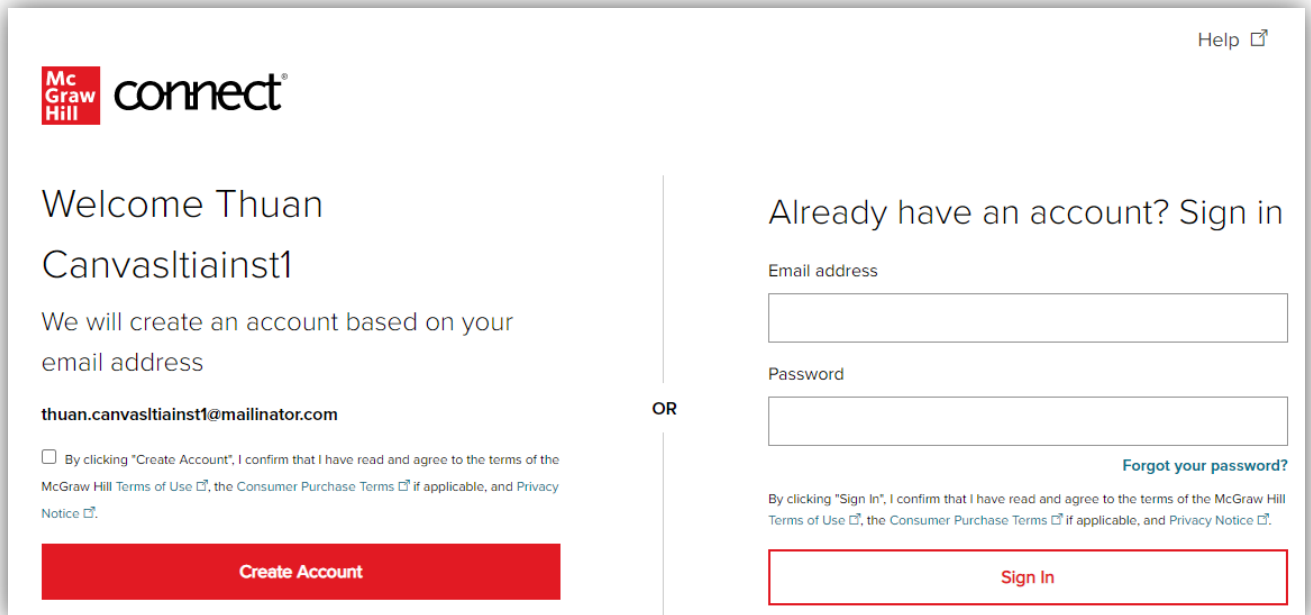 Help
Mc
Graw
Hill
connect®
Welcome Thuan
Canvasltiainst1
We will create an account based on your
email address
thuan.canvasltiainst1@mailinator.com
By clicking "Create Account", I confirm that I have read and agree to the terms of the
McGraw Hill Terms of Use, the Consumer Purchase Terms if applicable, and Privacy
Notice.
Create Account
OR
Already have an account? Sign in
Email address
Password
Forgot your password?
By clicking "Sign In", I confirm that I have read and agree to the terms of the McGraw Hill
Terms of Use, the Consumer Purchase Terms if applicable, and Privacy Notice.
Sign In